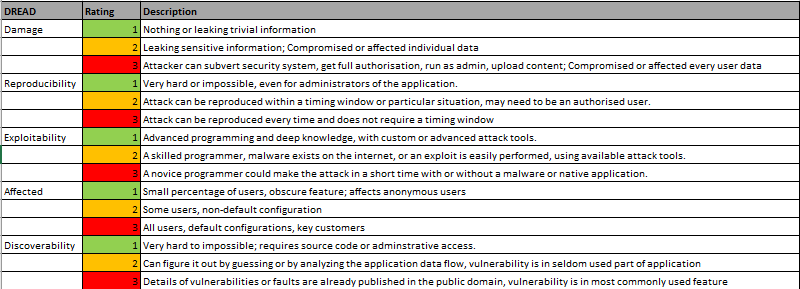 DREAD Rating Description
Damage 1 Nothing or leaking trivial information
2 Leaking sensitive information; Compromised or affected individual data
3 Attacker can subvert security system, get full authorisation, run as admin, upload content; Compromised or affected every user data
Reproducibility 1 Very hard or impossible, even for administrators of the application.
2 Attack can be reproduced within a timing window or particular situation, may need to be an authorised user.
3 Attack can be reproduced every time and does not require a timing window
Exploitability 1 Advanced programming and deep knowledge, with custom or advanced attack tools.
2 A skilled programmer, malware exists on the internet, or an exploit is easily performed, using available attack tools.
3 A novice programmer could make the attack in a short time with or without a malware or native application.
Affected 1 Small percentage of users, obscure feature; affects anonymous users
2 Some users, non-default configuration
3 All users, default configurations, key customers
Discoverability 1 Very hard to impossible; requires source code or adminstrative access.
2 Can figure it out by guessing or by analyzing the application data flow, vulnerability is in seldom used part of application
3 Details of vulnerabilities or faults are already published in the public domain, vulnerability is in most commonly used feature